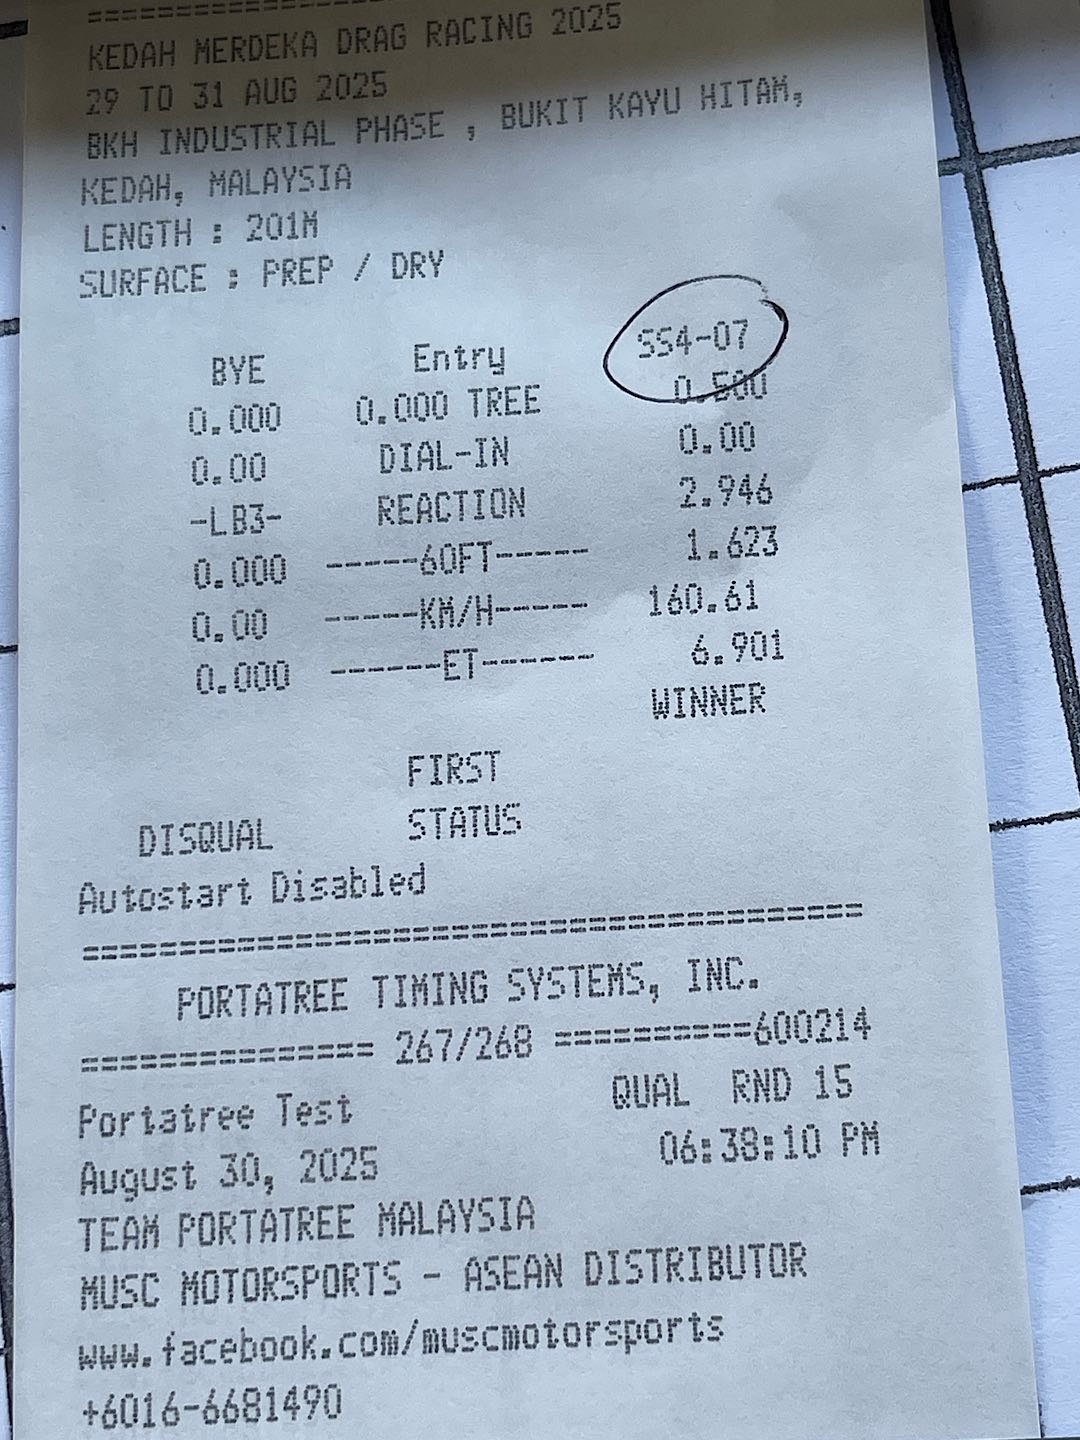 ========================================
KEDAH MERDEKA DRAG RACING 2025
29 TO 31 AUG 2025
BKH INDUSTRIAL PHASE , BUKIT KAYU HITAM,
KEDAH, MALAYSIA
LENGTH : 201M
SURFACE : PREP / DRY
BYE Entry SS4-07
0.000 0.000 TREE 0.500
0.00 DIAL-IN 0.00
-LB3- REACTION 2.946
0.000 -----60FT----- 1.623
0.00 -----KM/H----- 160.61
0.000 ------ET------ 6.901
WINNER
FIRST
DISQUAL STATUS
Autostart Disabled
========================================
PORTATREE TIMING SYSTEMS, INC.
=============== 267/268 ==========600214
Portatree Test QUAL RND 15
August 30, 2025 06:38:10 PM
TEAM PORTATREE MALAYSIA
MUSC MOTORSPORTS - ASEAN DISTRIBUTOR
www.facebook.com/muscmotorsports
+6016-6681490